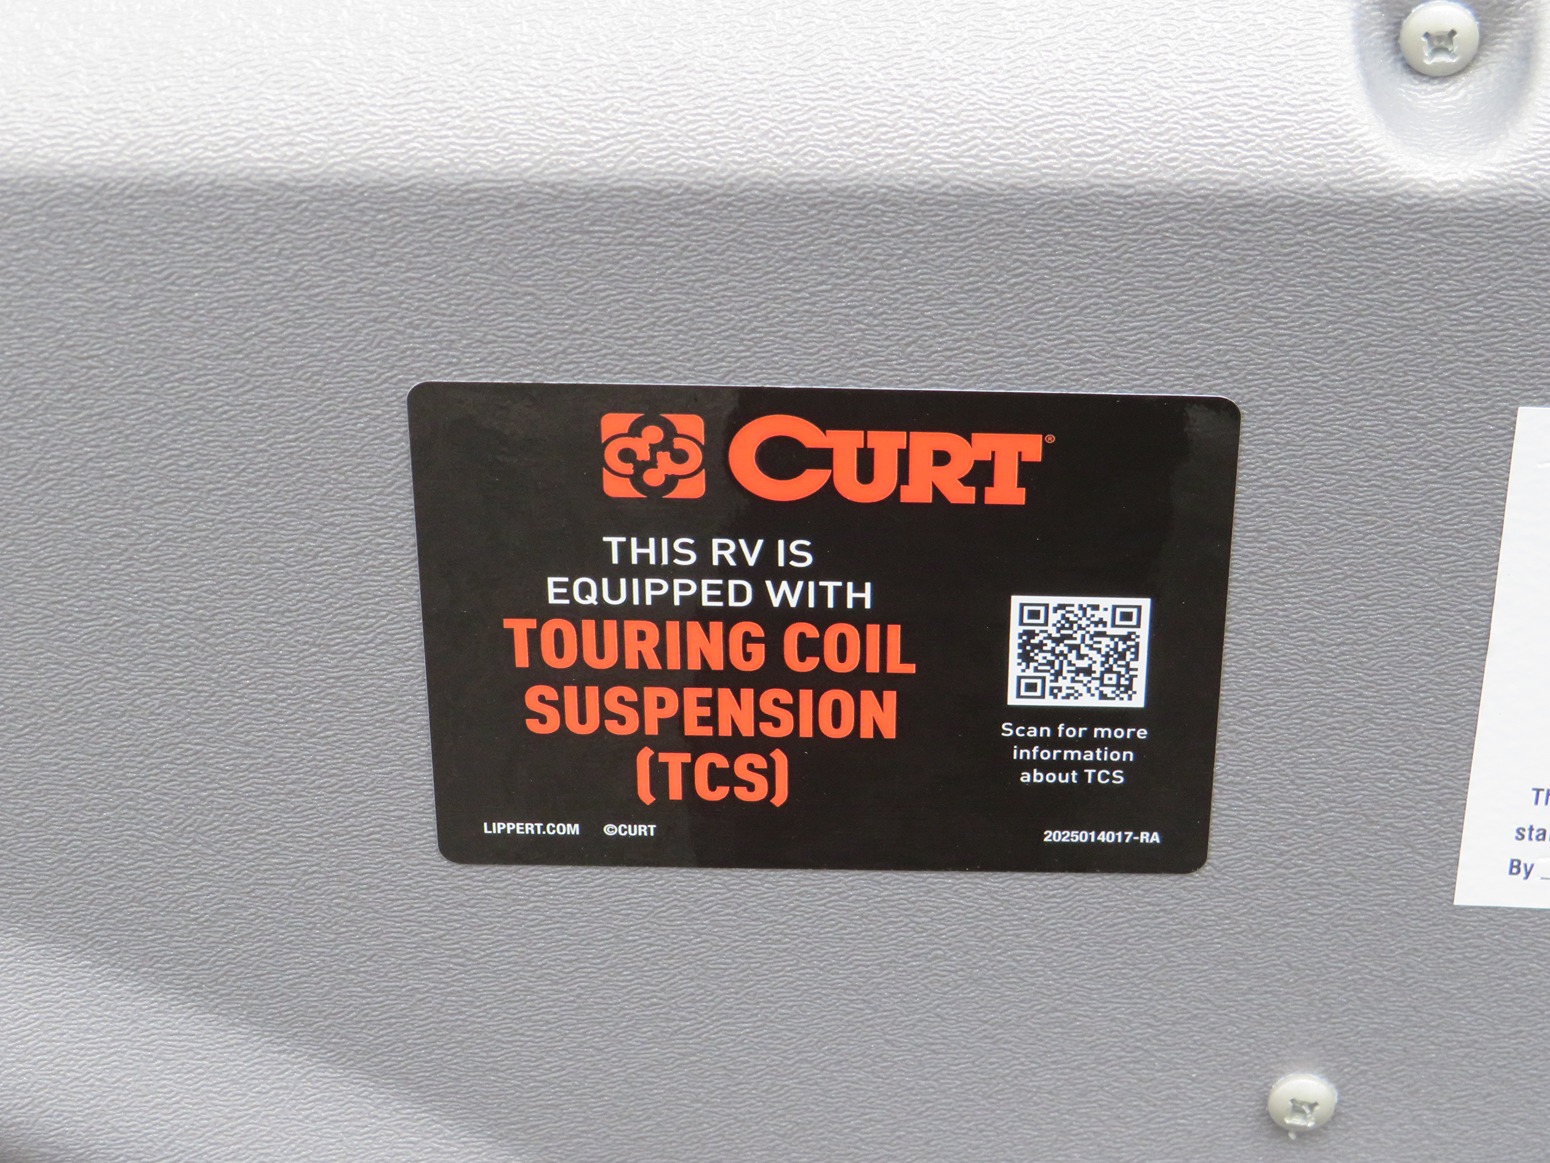 CURT®
THIS RV IS
EQUIPPED WITH
TOURING COIL
SUSPENSION
(TCS)
Scan for more
information
about TCS
LIPPERT.COM ©CURT
2025014017-RA
By